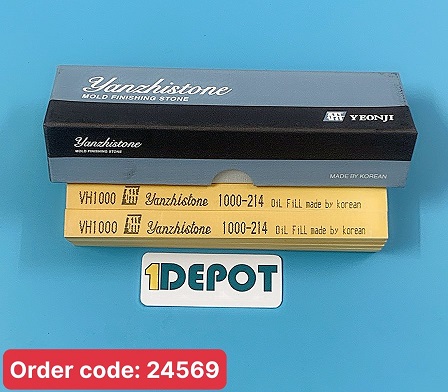 Yanzhistone
MOLD FINISHING STONE
YEONJI
Yanzhistone
MOLD FINISHING STONE
MADE BY KOREAN
VH1000 Yanzhistone 1000-214 OiL FiLL made by korean
VH1000 Yanzhistone 1000-214 OiL FiLL made by korean
1DEPOT
Order code: 24569